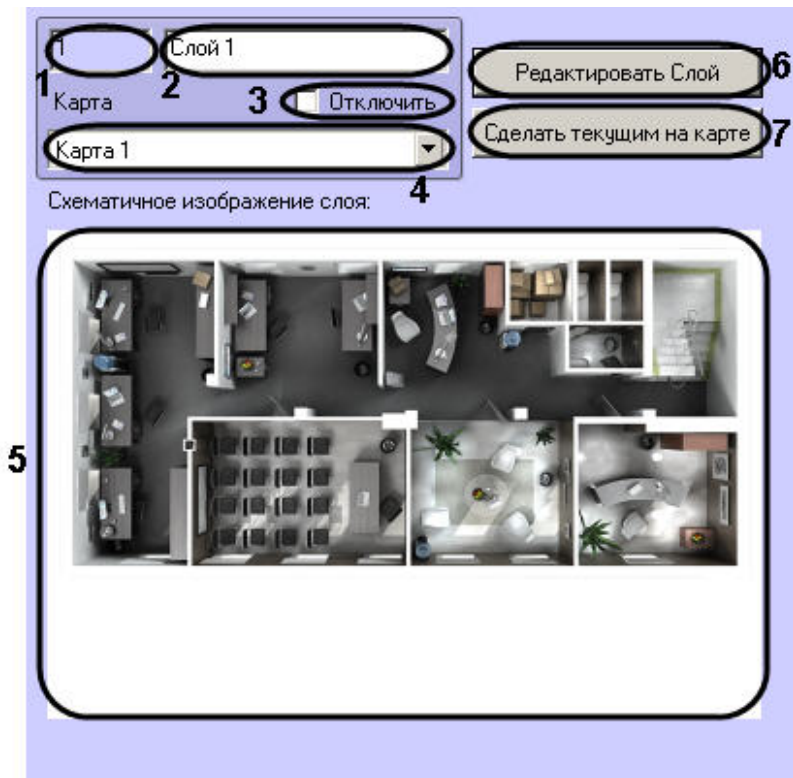 1
Слой 1
Редактировать Слой
6
1
2
Карта
3
Отключить
Сделать текущим на карте
7
Карта 1
4
Схематичное изображение слоя:
5